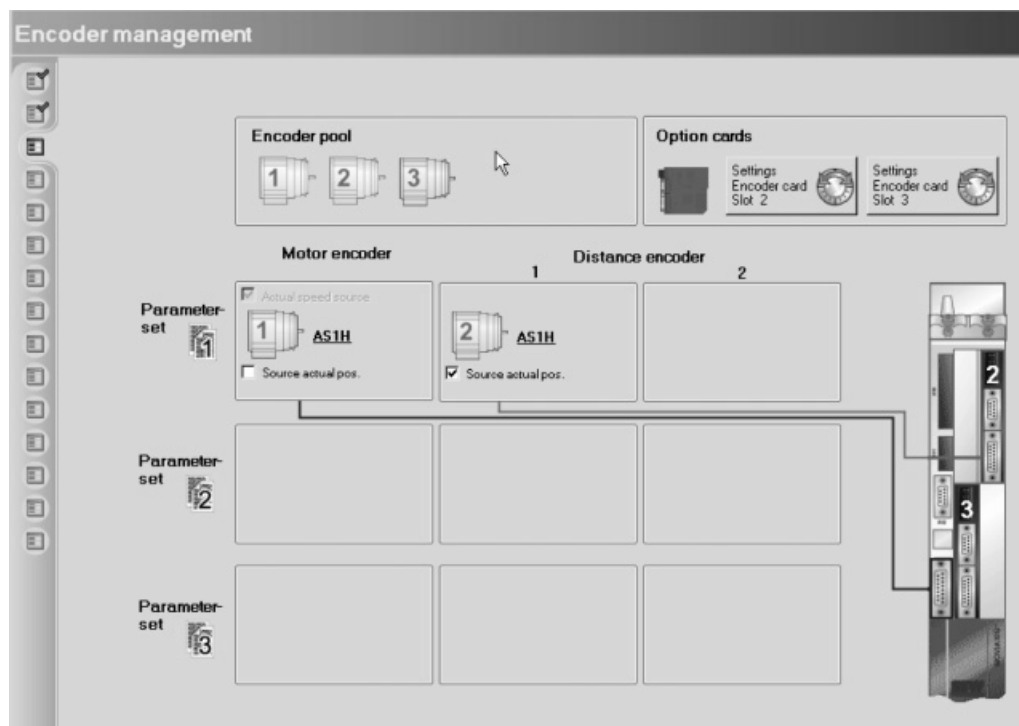 Encoder management
Encoder pool
1 2 3
Option cards
Settings
Encoder card
Slot 2
Settings
Encoder card
Slot 3
Motor encoder
Distance encoder
1 2
Parameter-
set
1
Actual speed source
1 AS1H
Source actual pos.
2 AS1H
Source actual pos.
Parameter-
set
2
Parameter-
set
3
2
3